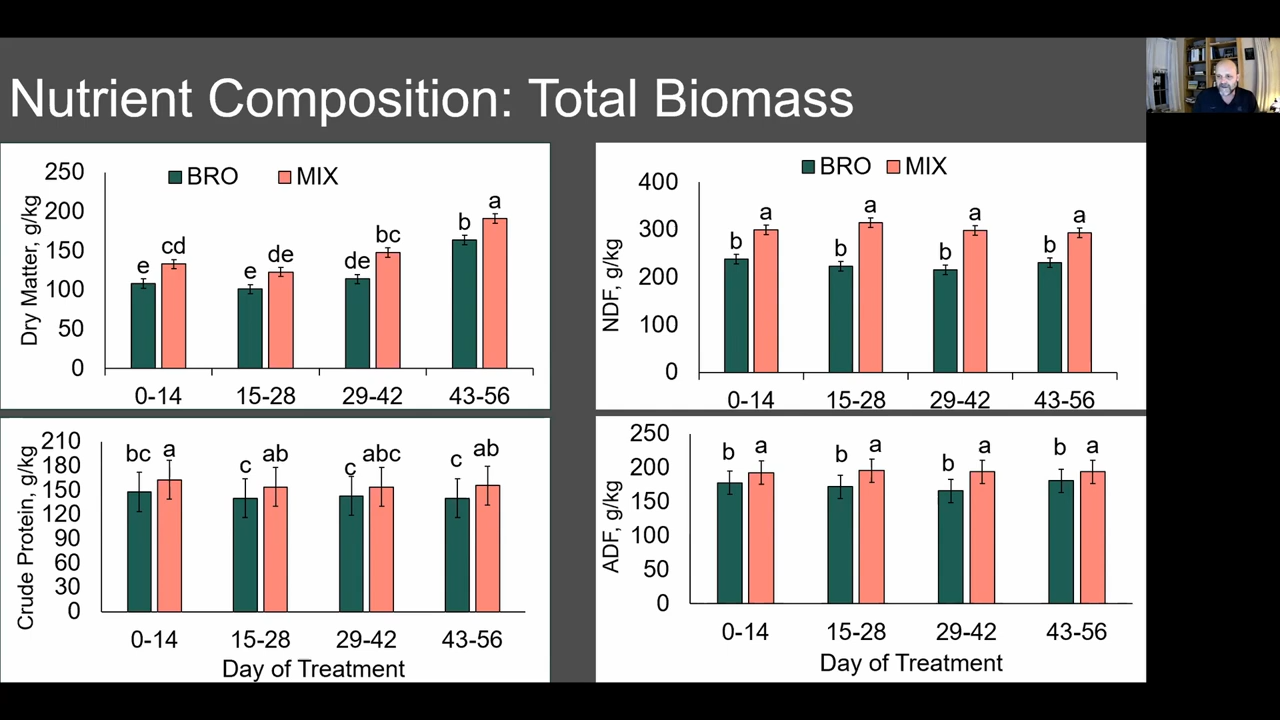 Nutrient Composition: Total Biomass
BRO MIX
Dry Matter, g/kg
250
200
150
100
50
0
e cd e de de bc b a
0-14 15-28 29-42 43-56
BRO MIX
NDF, g/kg
400
300
200
100
0
b a b a b a b a
0-14 15-28 29-42 43-56
Crude Protein, g/kg
210
180
150
120
90
60
30
0
bc a c ab c abc c ab
0-14 15-28 29-42 43-56
Day of Treatment
ADF, g/kg
250
200
150
100
50
0
b a b a b a b a
0-14 15-28 29-42 43-56
Day of Treatment